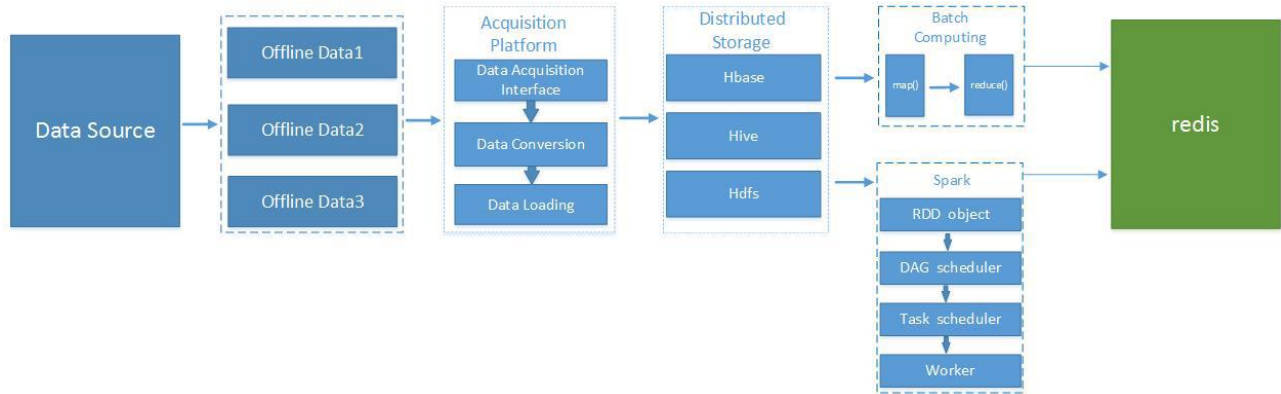 Data Source
Offline Data1
Offline Data2
Offline Data3
Acquisition
Platform
Data Acquisition
Interface
Data Conversion
Data Loading
Distributed
Storage
Hbase
Hive
Hdfs
Batch
Computing
map()
reduce()
Spark
RDD object
DAG scheduler
Task scheduler
Worker
redis